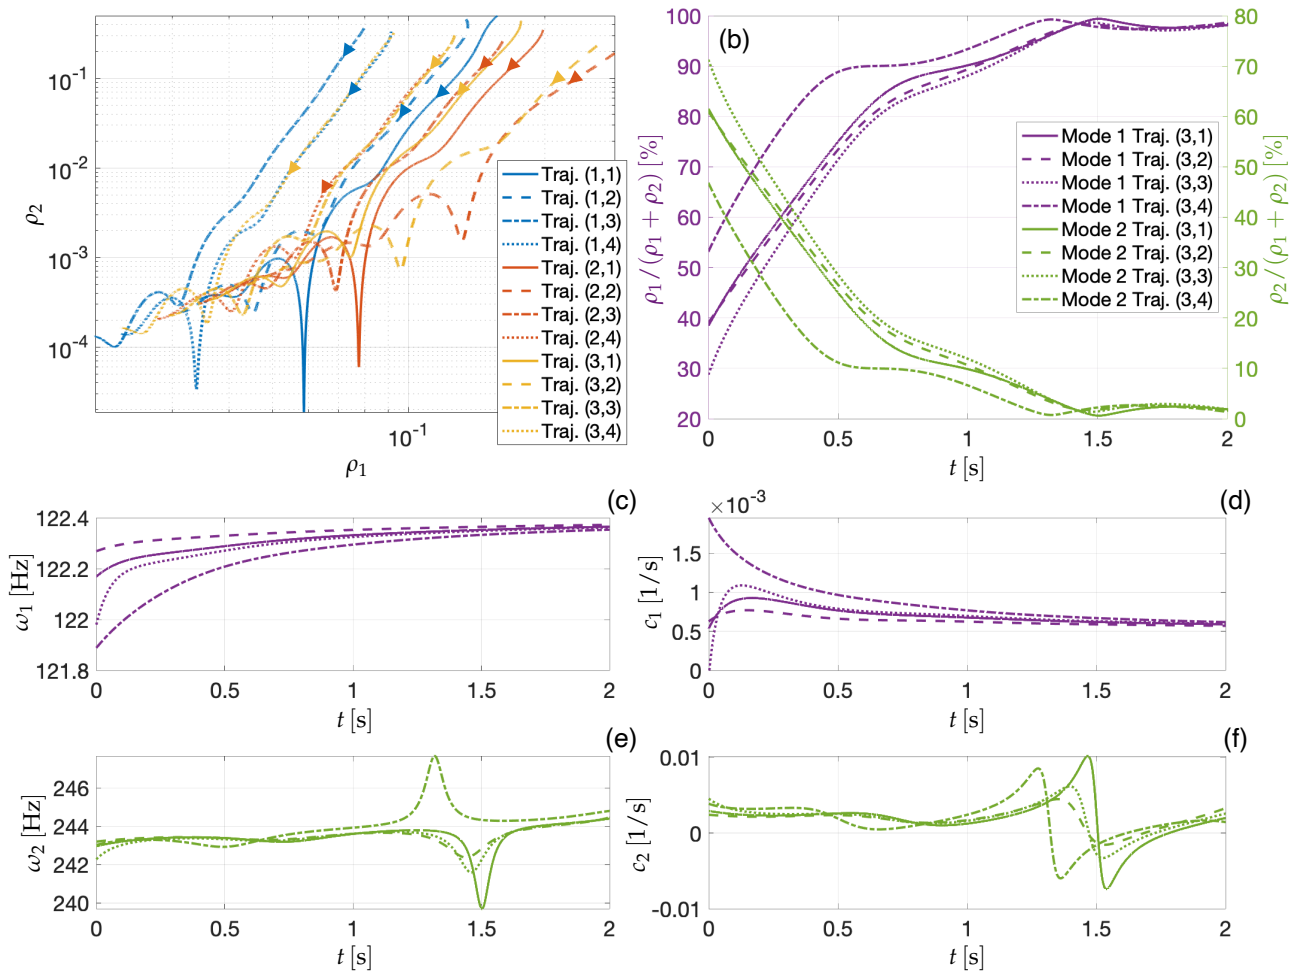 10⁻¹
10⁻²
10⁻³
10⁻⁴
ρ₂
10⁻¹
ρ₁
Traj. (1,1)
Traj. (1,2)
Traj. (1,3)
Traj. (1,4)
Traj. (2,1)
Traj. (2,2)
Traj. (2,3)
Traj. (2,4)
Traj. (3,1)
Traj. (3,2)
Traj. (3,3)
Traj. (3,4)
(b)
100
90
80
70
60
50
40
30
20
ρ₁/(ρ₁ + ρ₂) [%]
80
70
60
50
40
30
20
10
0
ρ₂/(ρ₁ + ρ₂) [%]
Mode 1 Traj. (3,1)
Mode 1 Traj. (3,2)
Mode 1 Traj. (3,3)
Mode 1 Traj. (3,4)
Mode 2 Traj. (3,1)
Mode 2 Traj. (3,2)
Mode 2 Traj. (3,3)
Mode 2 Traj. (3,4)
0 0.5 1 1.5 2
t [s]
(c)
122.4
122.2
122
121.8
ω₁ [Hz]
0 0.5 1 1.5 2
t [s]
(d)
×10⁻³
1.5
1
0.5
0
c₁ [1/s]
0 0.5 1 1.5 2
t [s]
(e)
246
244
242
240
ω₂ [Hz]
0 0.5 1 1.5 2
t [s]
(f)
0.01
0
-0.01
c₂ [1/s]
0 0.5 1 1.5 2
t [s]